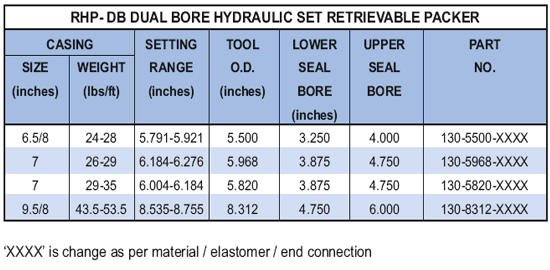 RHP- DB DUAL BORE HYDRAULIC SET RETRIEVABLE PACKER
CASING SETTING TOOL LOWER UPPER PART
SIZE WEIGHT RANGE O.D. SEAL SEAL NO.
(inches) (lbs/ft) (inches) (inches) BORE BORE
(inches)
6.5/8 24-28 5.791-5.921 5.500 3.250 4.000 130-5500-XXXX
7 26-29 6.184-6.276 5.968 3.875 4.750 130-5968-XXXX
7 29-35 6.004-6.184 5.820 3.875 4.750 130-5820-XXXX
9.5/8 43.5-53.5 8.535-8.755 8.312 4.750 6.000 130-8312-XXXX
‘XXXX’ is change as per material / elastomer / end connection